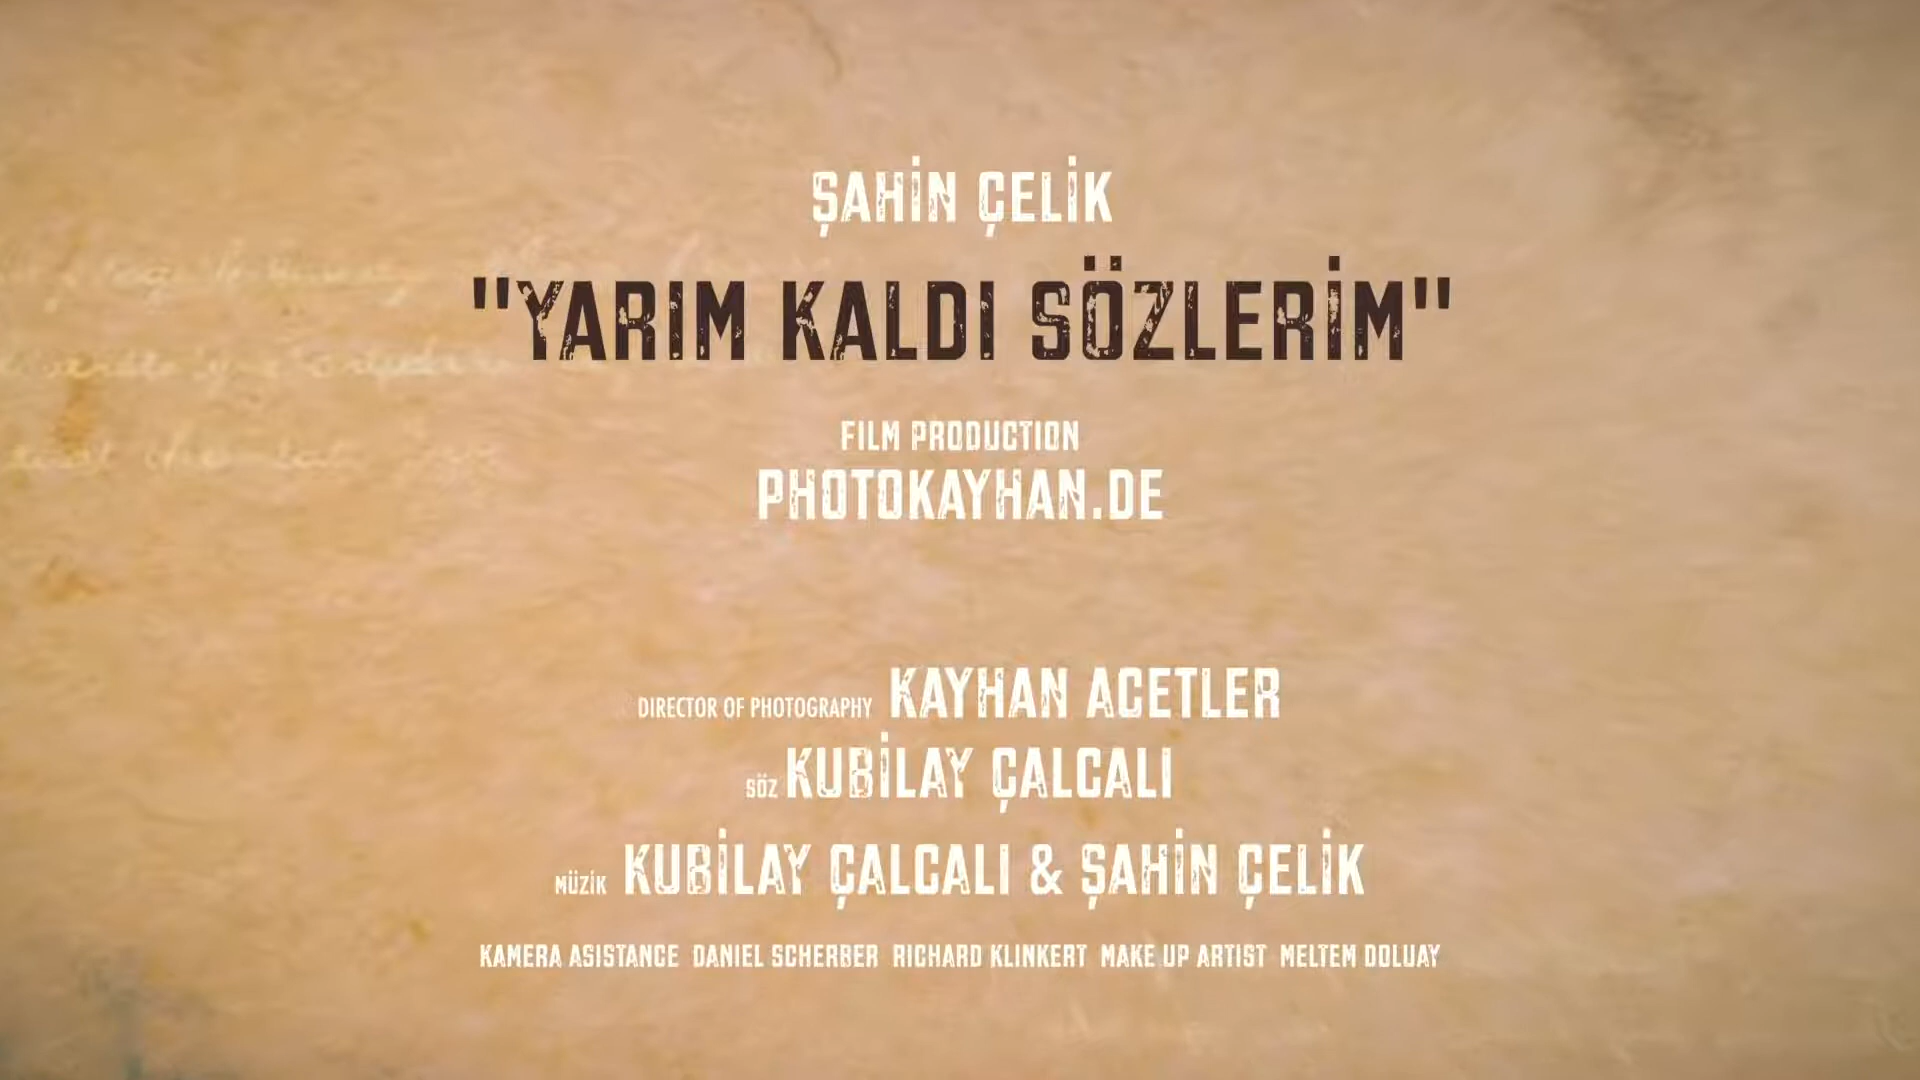 ŞAHİN ÇELİK
"YARIM KALDI SÖZLERİM"
FILM PRODUCTION
PHOTOKAYHAN.DE
DIRECTOR OF PHOTOGRAPHY KAYHAN ACETLER
SÖZ KUBİLAY ÇALCALI
MÜZİK KUBİLAY ÇALCALI & ŞAHİN ÇELİK
KAMERA ASISTANCE DANIEL SCHERBER RICHARD KLINKERT MAKE UP ARTIST MELTEM DOLUAY